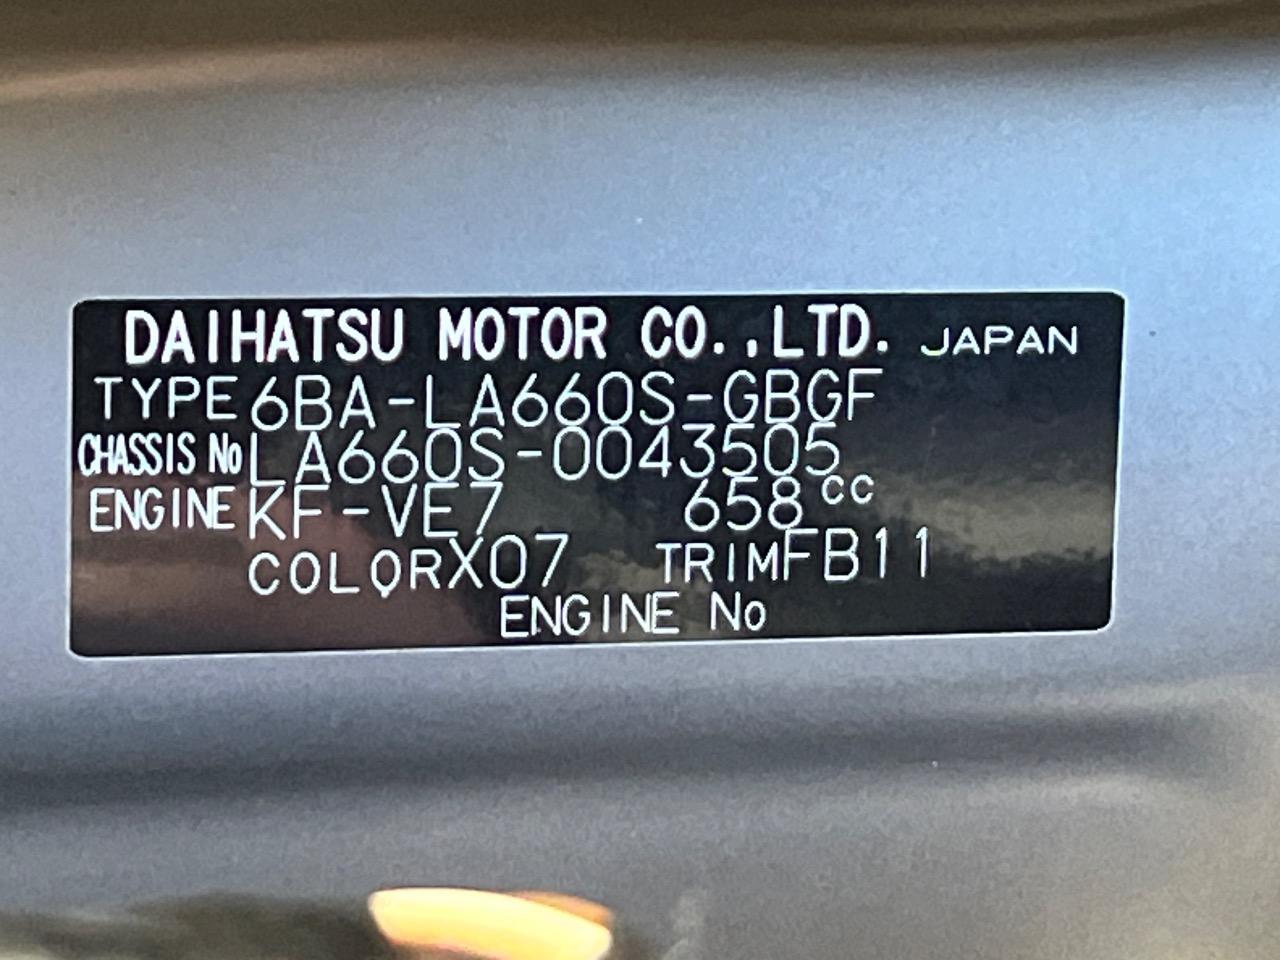 DAIHATSU MOTOR CO.,LTD. JAPAN
TYPE 6BA-LA660S-GBGF
CHASSIS No LA660S-0043505
ENGINE KF-VE7 658 cc
COLOR X07 TRIM FB11
ENGINE No